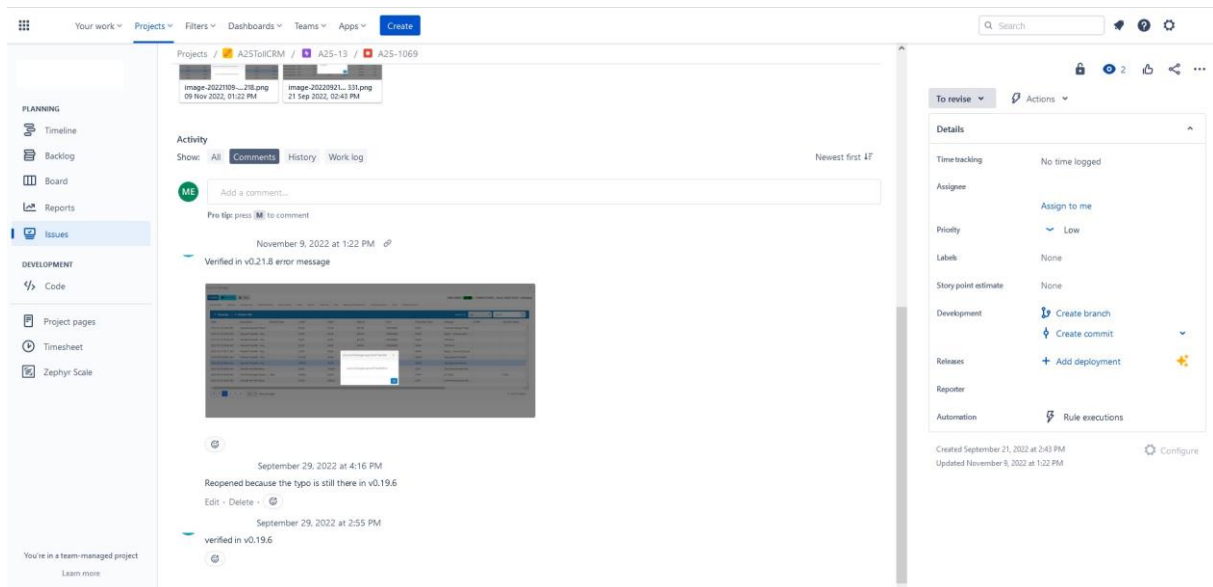 Your work Projects Filters Dashboards Teams Apps Create Search
Projects / A25TollCRM / A25-13 / A25-1069
image-20221109-...218.png
09 Nov 2022, 01:22 PM
image-20220921... 331.png
21 Sep 2022, 02:43 PM
PLANNING
Timeline
Backlog
Board
Reports
Issues
DEVELOPMENT
Code
Project pages
Timesheet
Zephyr Scale
You're in a team-managed project
Learn more
Activity
Show: All Comments History Work log Newest first
ME Add a comment...
Pro tip: press M to comment
November 9, 2022 at 1:22 PM
Verified in v0.21.8 error message
September 29, 2022 at 4:16 PM
Reopened because the typo is still there in v0.19.6
Edit · Delete ·
September 29, 2022 at 2:55 PM
verified in v0.19.6
2
To revise Actions
Details
Time tracking No time logged
Assignee
Assign to me
Priority Low
Labels None
Story point estimate None
Development Create branch
Create commit
Releases + Add deployment
Reporter
Automation Rule executions
Created September 21, 2022 at 2:43 PM
Updated November 9, 2022 at 1:22 PM
Configure